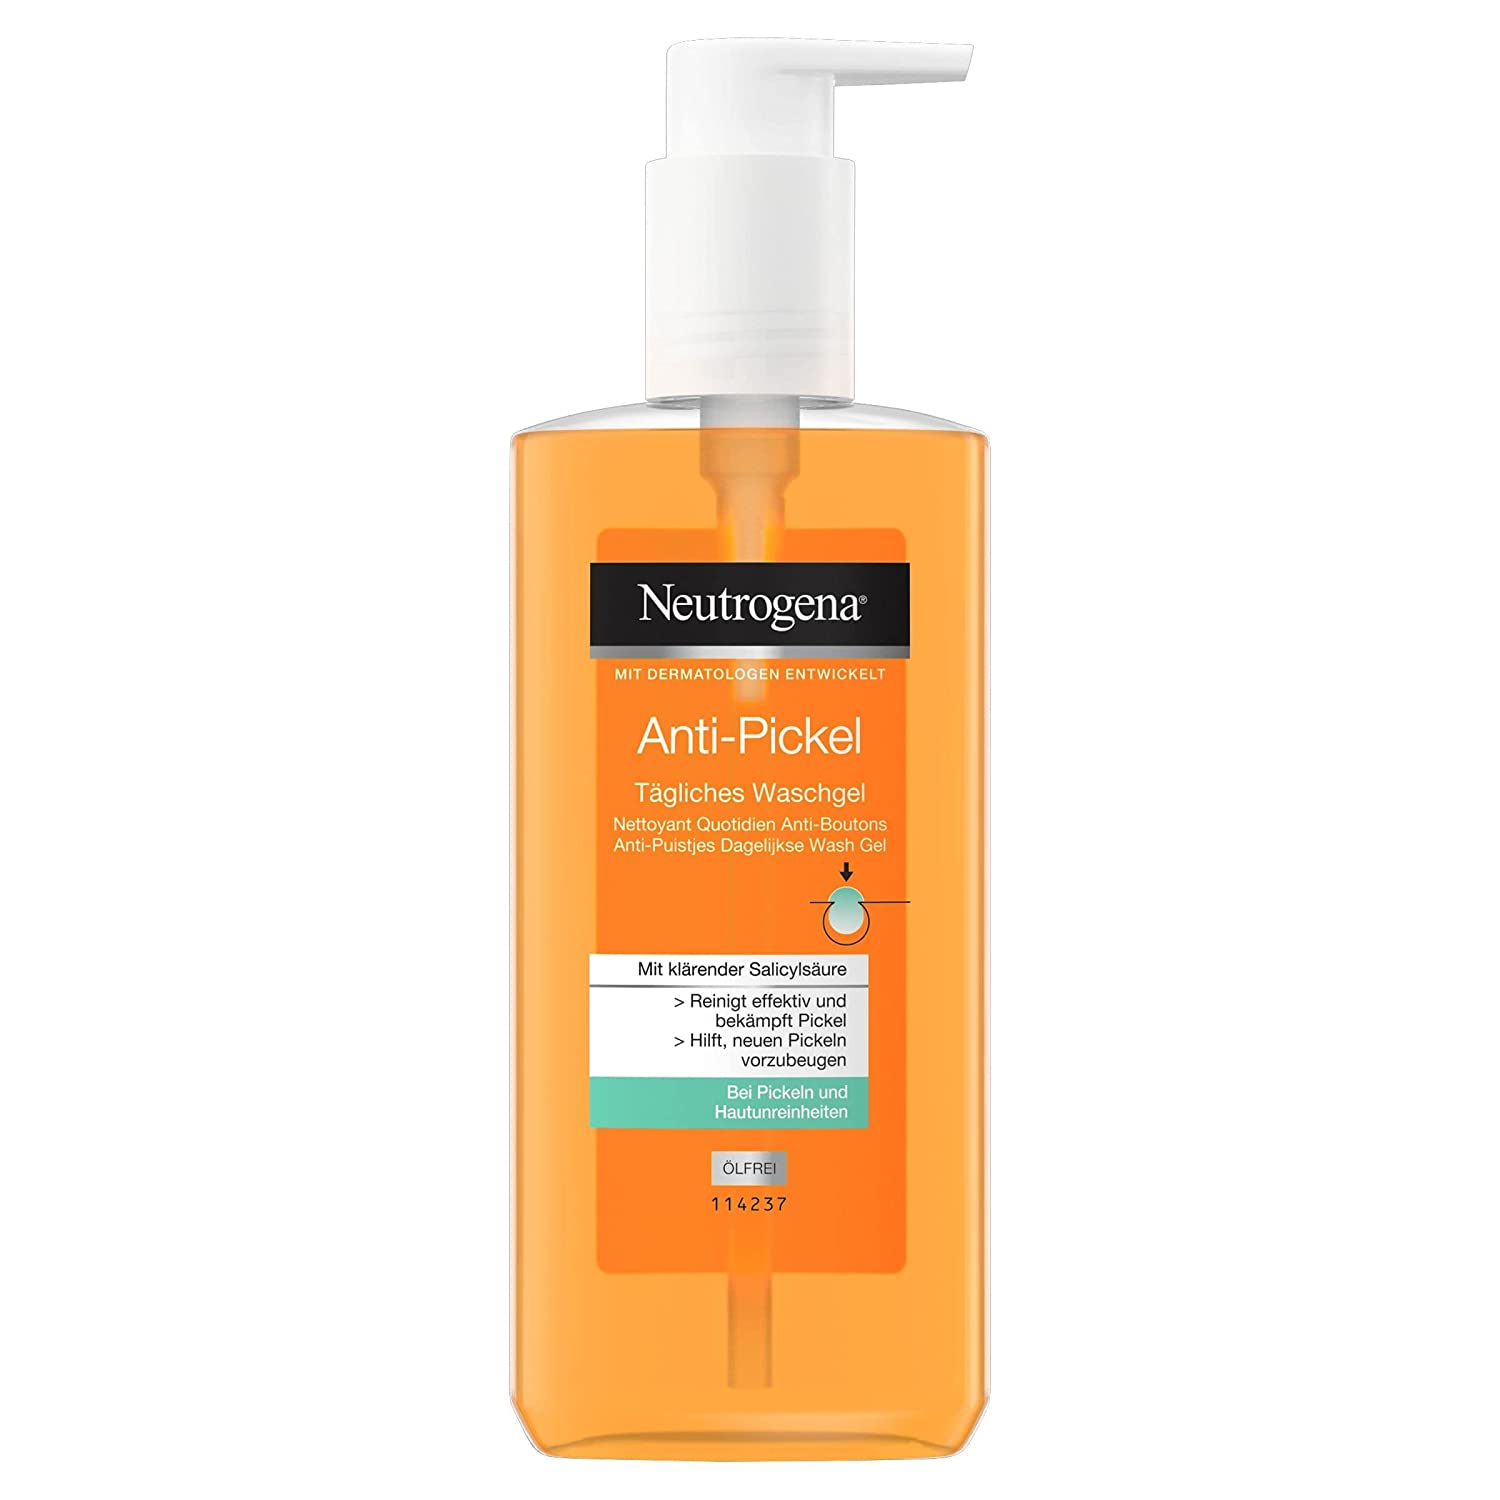 Neutrogena®
MIT DERMATOLOGEN ENTWICKELT
Anti-Pickel
Tägliches Waschgel
Nettoyant Quotidien Anti-Boutons
Anti-Puistjes Dagelijkse Wash Gel
Mit klärender Salicylsäure
> Reinigt effektiv und
bekämpft Pickel
> Hilft, neuen Pickeln
vorzubeugen
Bei Pickeln und
Hautunreinheiten
ÖLFREI
114237